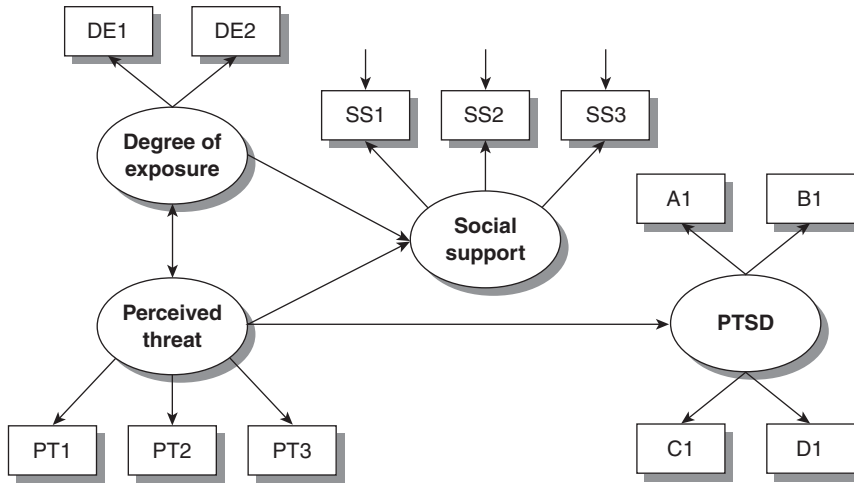 DE1
DE2
SS1
SS2
SS3
Degree of
exposure
A1
B1
Social
support
Perceived
threat
PTSD
PT1
PT2
PT3
C1
D1